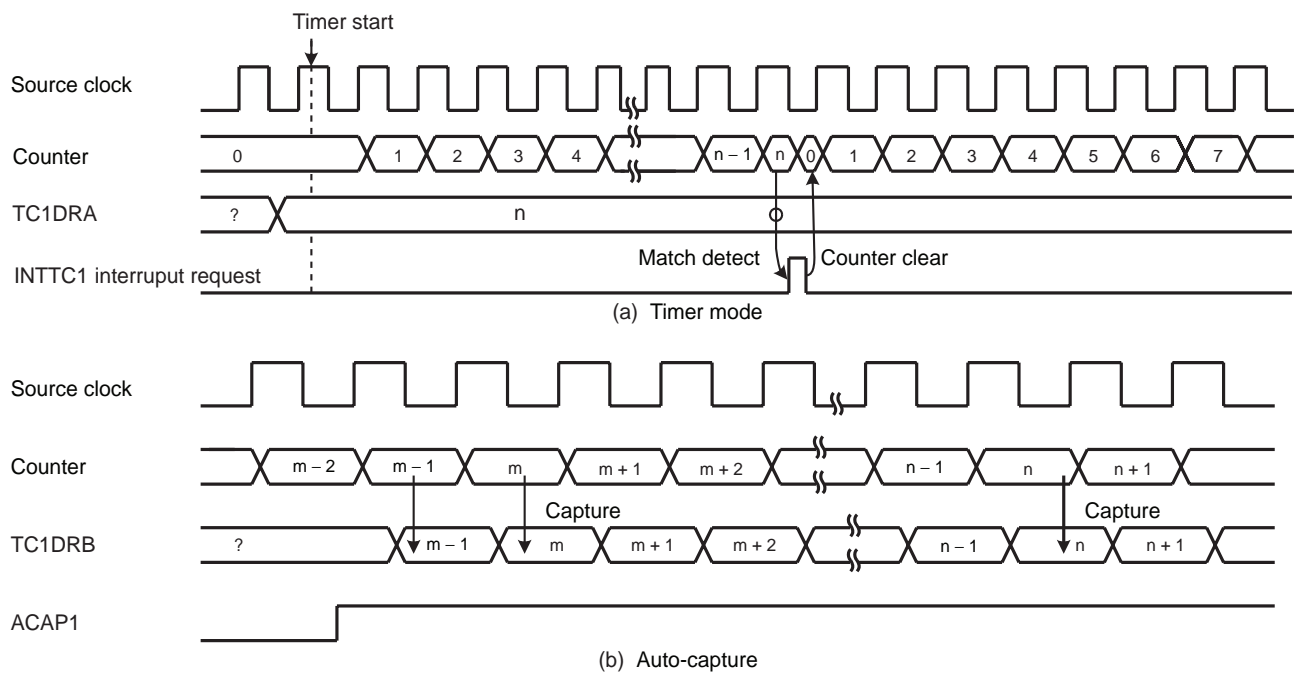 Timer start
Source clock
Counter
0 1 2 3 4 n – 1 n 0 1 2 3 4 5 6 7
TC1DRA
? n
Match detect Counter clear
INTTC1 interruput request
(a) Timer mode
Source clock
Counter
m – 2 m – 1 m m + 1 m + 2 n – 1 n n + 1
Capture Capture
TC1DRB
? m – 1 m m + 1 m + 2 n – 1 n n + 1
ACAP1
(b) Auto-capture